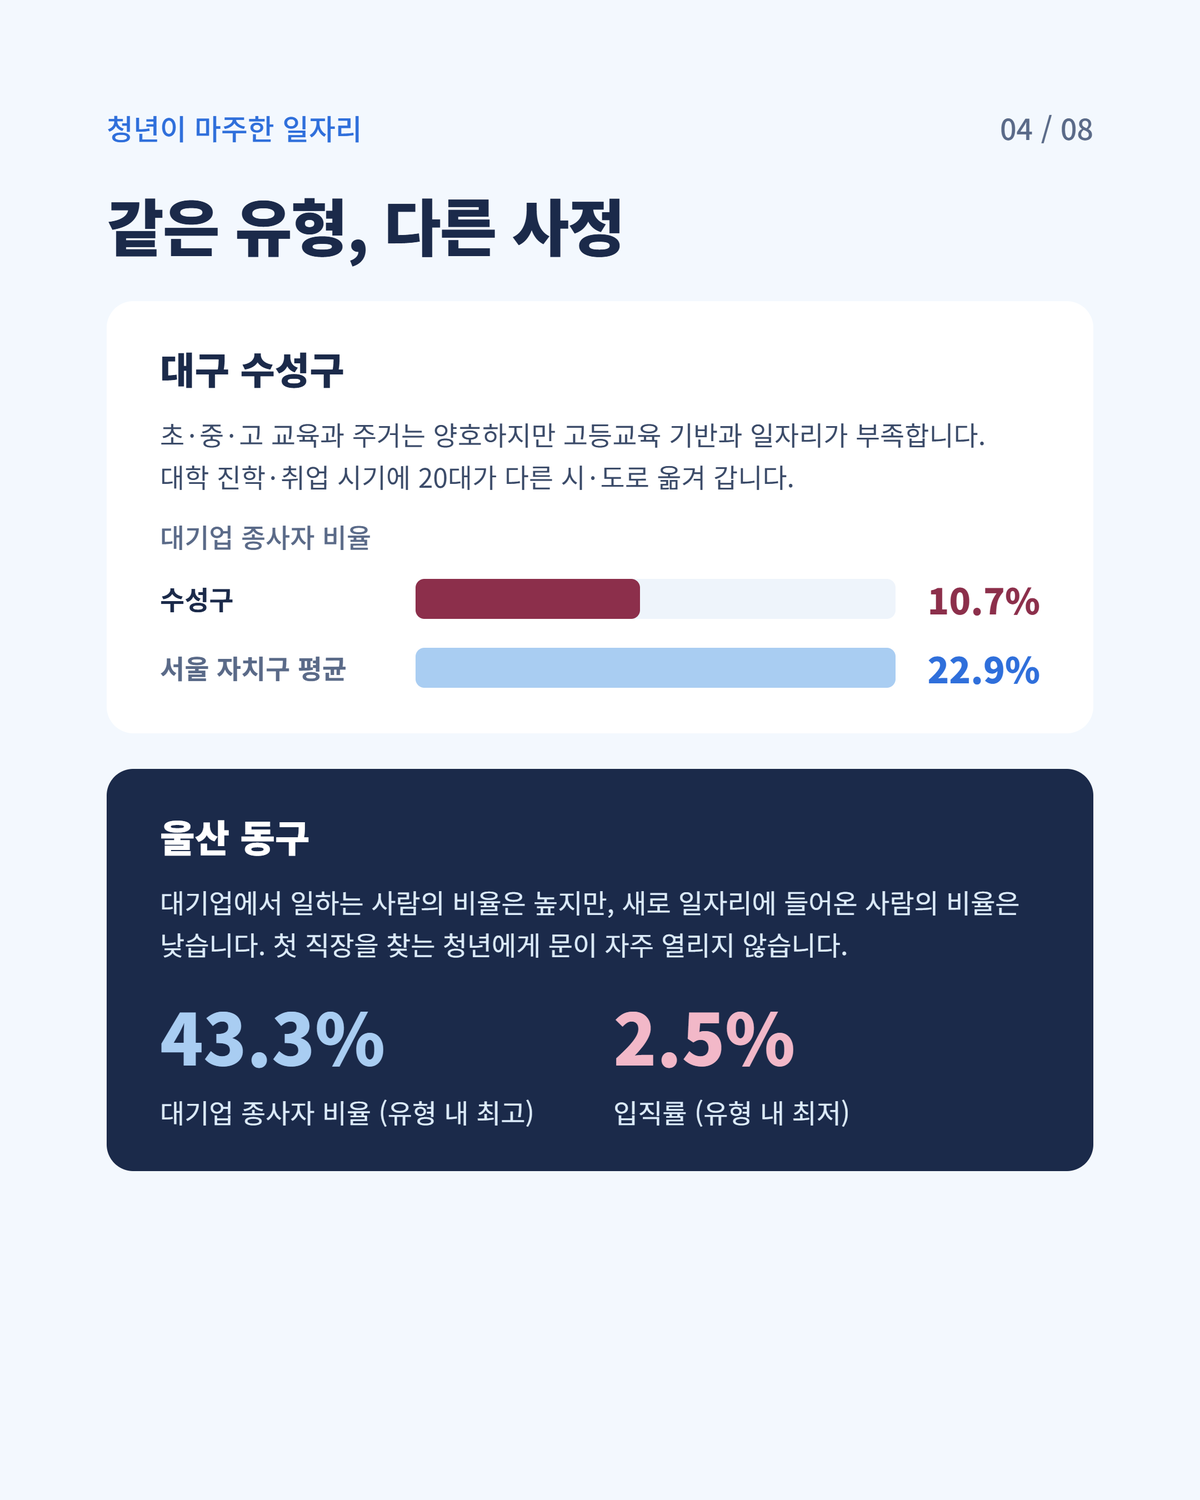 청년이 마주한 일자리
04 / 08
같은 유형, 다른 사정
대구 수성구
초·중·고 교육과 주거는 양호하지만 고등교육 기반과 일자리가 부족합니다.
대학 진학·취업 시기에 20대가 다른 시·도로 옮겨 갑니다.
대기업 종사자 비율
수성구
10.7%
서울 자치구 평균
22.9%
울산 동구
대기업에서 일하는 사람의 비율은 높지만, 새로 일자리에 들어온 사람의 비율은
낮습니다. 첫 직장을 찾는 청년에게 문이 자주 열리지 않습니다.
43.3%
2.5%
대기업 종사자 비율 (유형 내 최고)
입직률 (유형 내 최저)